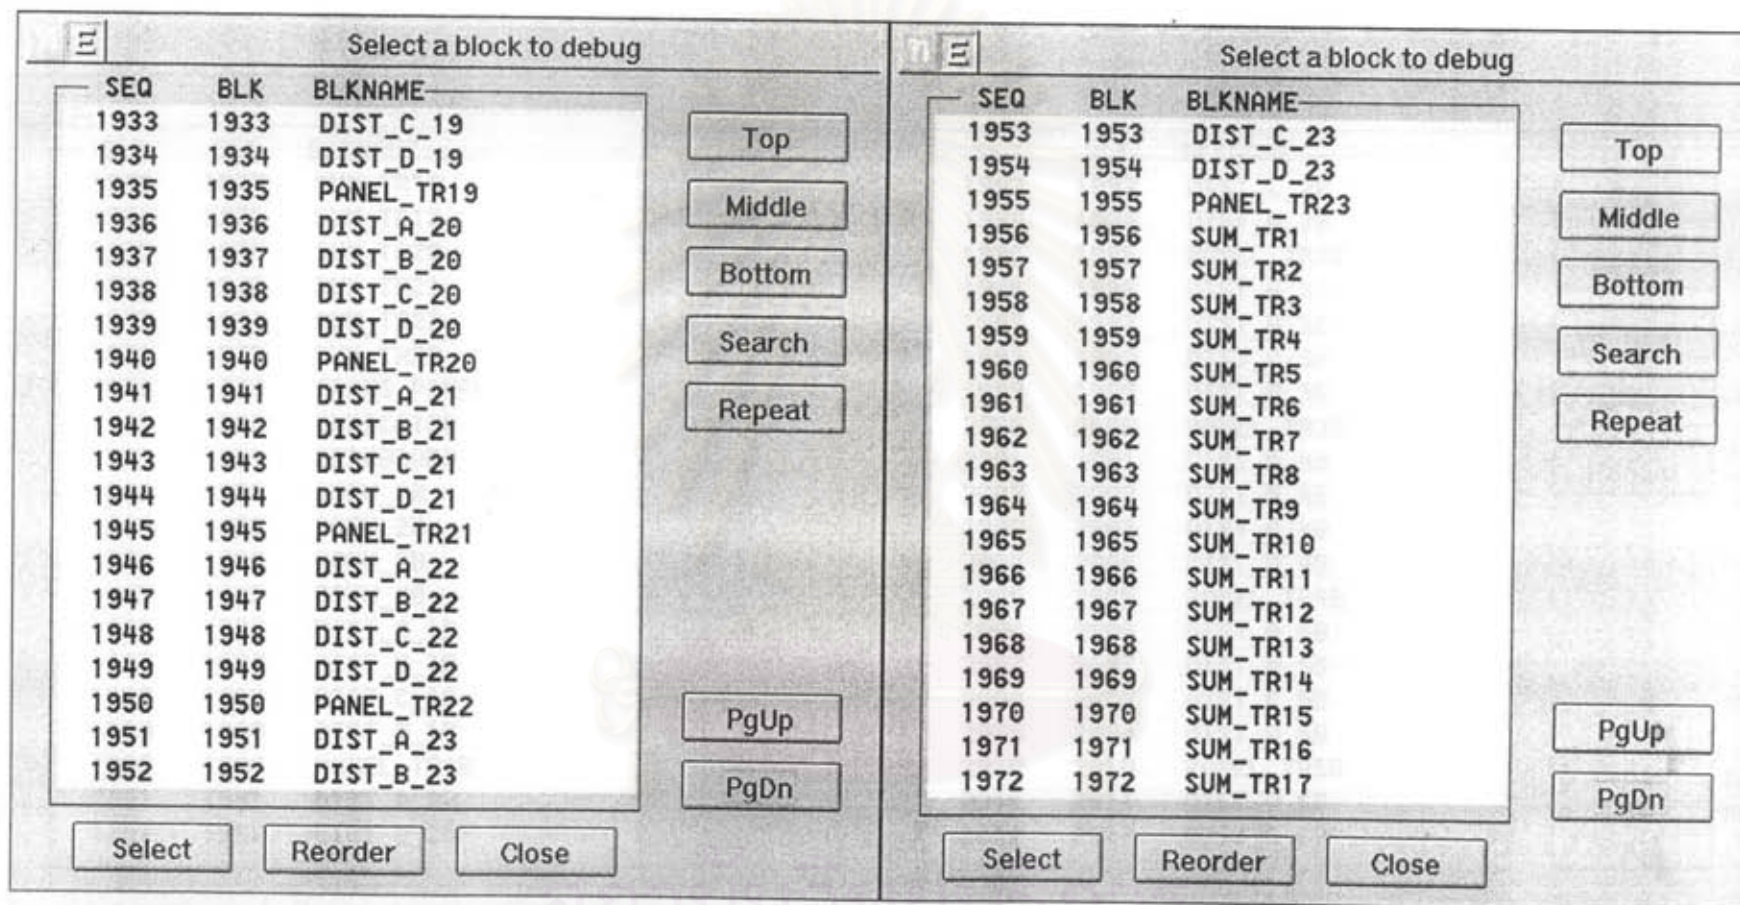 Select a block to debug
SEQ BLK BLKNAME
1933 1933 DIST_C_19
1934 1934 DIST_D_19
1935 1935 PANEL_TR19
1936 1936 DIST_A_20
1937 1937 DIST_B_20
1938 1938 DIST_C_20
1939 1939 DIST_D_20
1940 1940 PANEL_TR20
1941 1941 DIST_A_21
1942 1942 DIST_B_21
1943 1943 DIST_C_21
1944 1944 DIST_D_21
1945 1945 PANEL_TR21
1946 1946 DIST_A_22
1947 1947 DIST_B_22
1948 1948 DIST_C_22
1949 1949 DIST_D_22
1950 1950 PANEL_TR22
1951 1951 DIST_A_23
1952 1952 DIST_B_23
Top
Middle
Bottom
Search
Repeat
PgUp
PgDn
Select Reorder Close
Select a block to debug
SEQ BLK BLKNAME
1953 1953 DIST_C_23
1954 1954 DIST_D_23
1955 1955 PANEL_TR23
1956 1956 SUM_TR1
1957 1957 SUM_TR2
1958 1958 SUM_TR3
1959 1959 SUM_TR4
1960 1960 SUM_TR5
1961 1961 SUM_TR6
1962 1962 SUM_TR7
1963 1963 SUM_TR8
1964 1964 SUM_TR9
1965 1965 SUM_TR10
1966 1966 SUM_TR11
1967 1967 SUM_TR12
1968 1968 SUM_TR13
1969 1969 SUM_TR14
1970 1970 SUM_TR15
1971 1971 SUM_TR16
1972 1972 SUM_TR17
Top
Middle
Bottom
Search
Repeat
PgUp
PgDn
Select Reorder Close